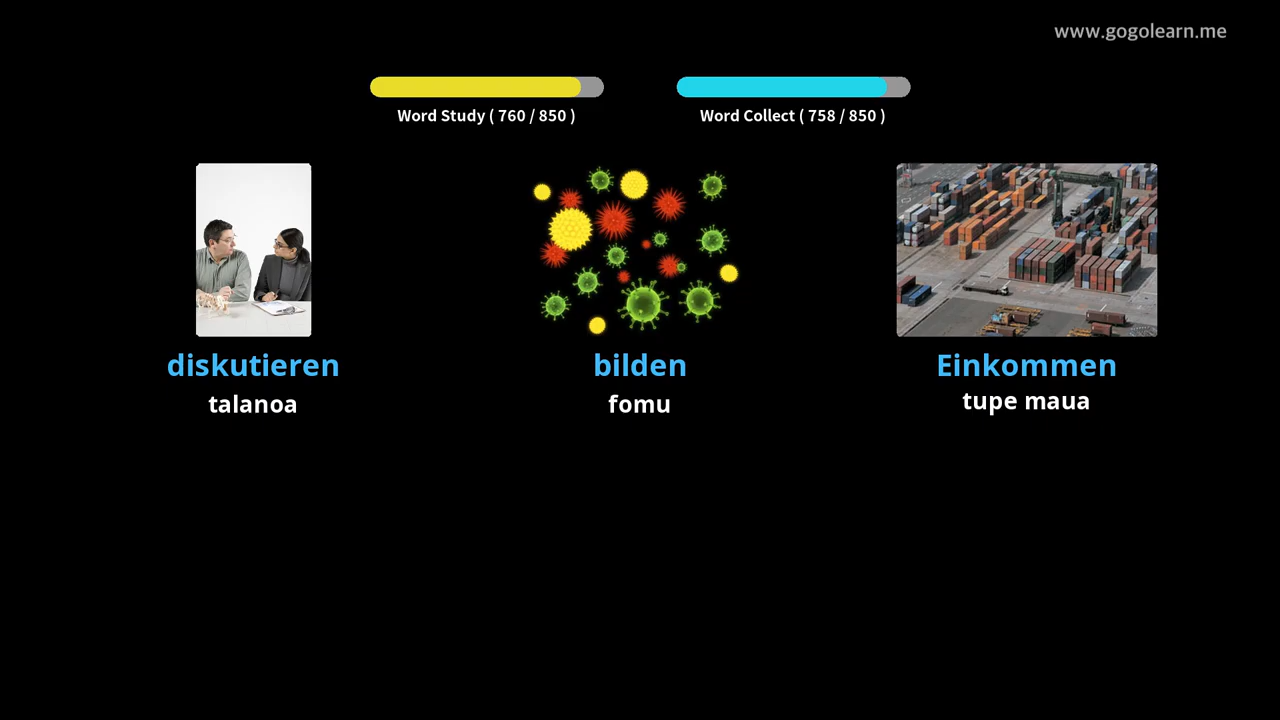 www.gogolearn.me
Word Study ( 760 / 850 )
Word Collect ( 758 / 850 )
diskutieren
talanoa
bilden
fomu
Einkommen
tupe maua